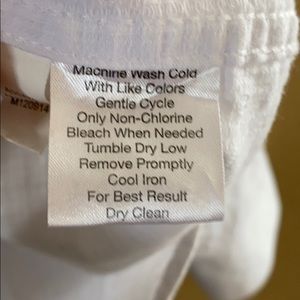 Machine Wash Cold
With Like Colors
Gentle Cycle
Only Non-Chlorine
Bleach When Needed
Tumble Dry Low
Remove Promptly
Cool Iron
For Best Result
Dry Clean
M120914